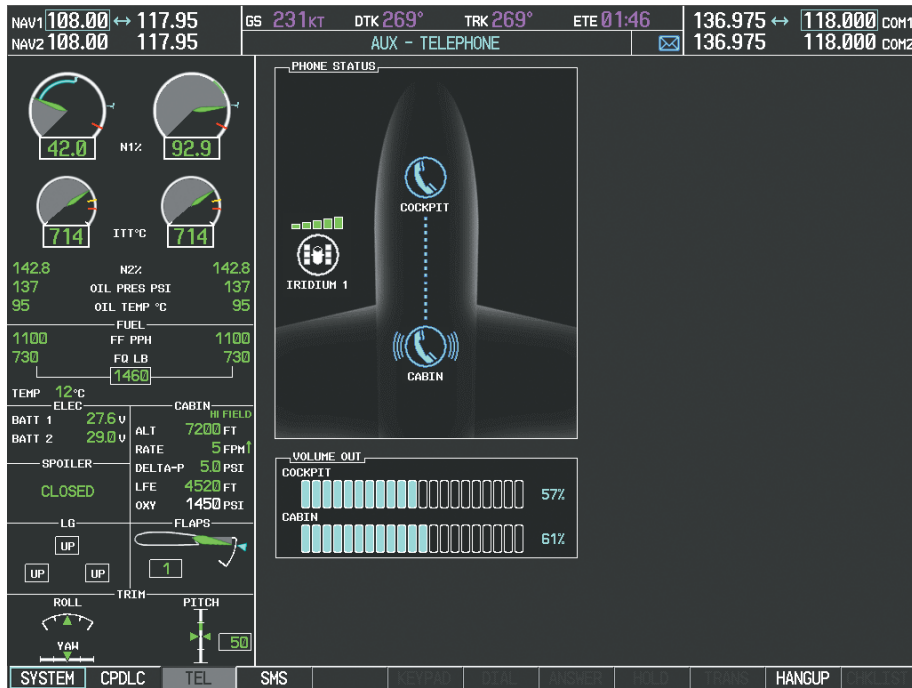 NAV1 108.00 ↔ 117.95
NAV2 108.00 117.95
GS 231KT DTK 269° TRK 269° ETE 01:46
AUX - TELEPHONE
136.975 ↔ 118.000 COM1
136.975 118.000 COM2
42.0 N1% 92.9
714 ITT°C 714
142.8 N2% 142.8
137 OIL PRES PSI 137
95 OIL TEMP °C 95
FUEL
1100 FF PPH 1100
730 FQ LB 730
1460
TEMP 12°C
ELEC
BATT 1 27.6 V
BATT 2 29.0 V
SPOILER
CLOSED
CABIN
HI FIELD
ALT 7200 FT
RATE 5 FPM↑
DELTA-P 5.0 PSI
LFE 4520 FT
OXY 1450 PSI
LG
UP
UP UP
FLAPS
1
TRIM
ROLL
YAW
PITCH
50
PHONE STATUS
COCKPIT
IRIDIUM 1
CABIN
VOLUME OUT
COCKPIT
57%
CABIN
61%
SYSTEM CPDLC TEL SMS KEYPAD DIAL ANSWER HOLD TRANS HANGUP CHKLIST